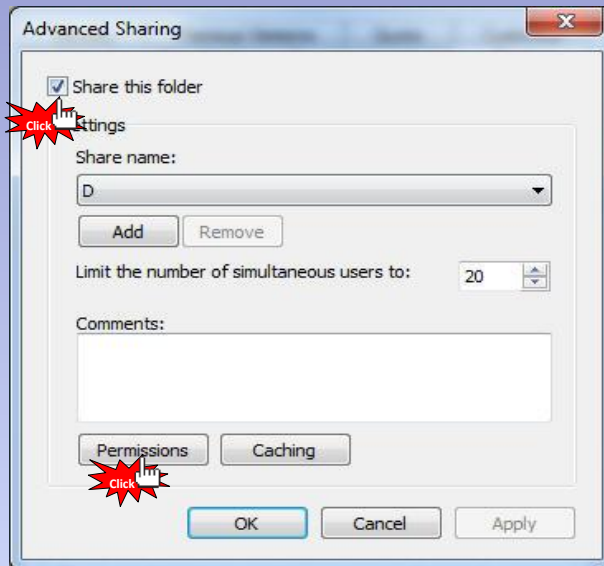 Advanced Sharing
Share this folder
Click
ettings
Share name:
D
Add Remove
Limit the number of simultaneous users to: 20
Comments:
Permissions Caching
Click
OK Cancel Apply